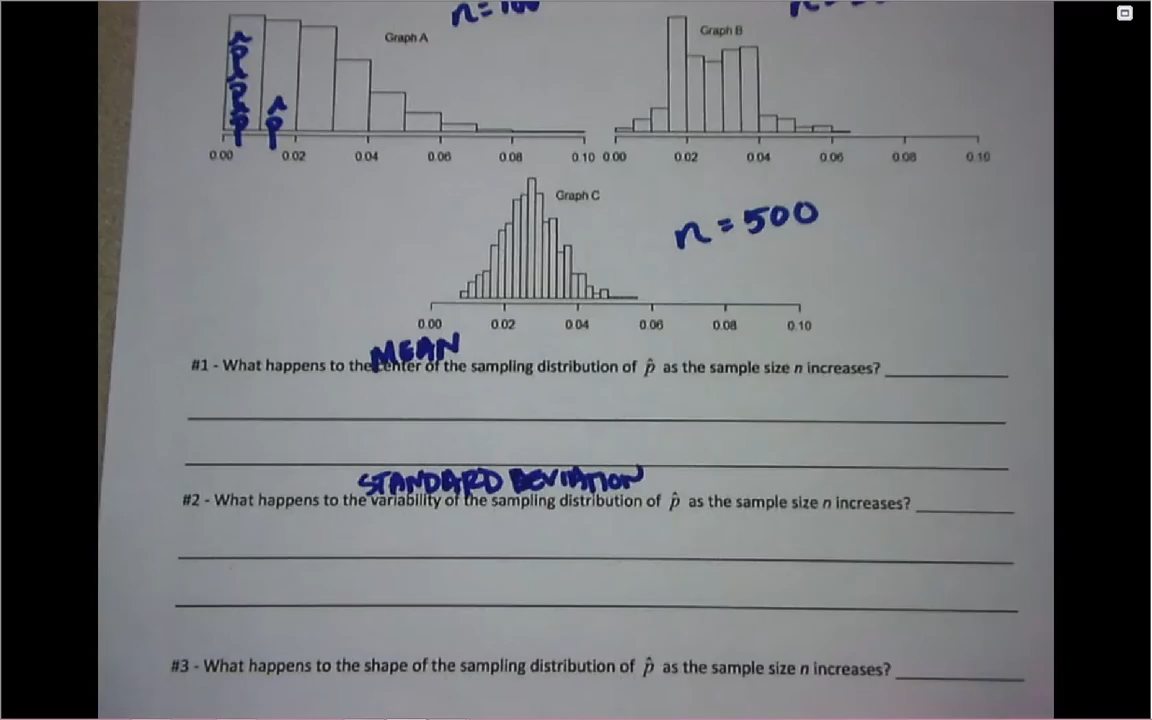 n=100
Graph A
Graph B
p̂ p̂ p̂ p̂ p̂
0.00 0.02 0.04 0.06 0.08 0.10 0.00 0.02 0.04 0.06 0.08 0.10
Graph C
n = 500
0.00 0.02 0.04 0.06 0.08 0.10
MEAN
#1 - What happens to the center of the sampling distribution of p̂ as the sample size n increases?
STANDARD DEVIATION
#2 - What happens to the variability of the sampling distribution of p̂ as the sample size n increases?
#3 - What happens to the shape of the sampling distribution of p̂ as the sample size n increases?